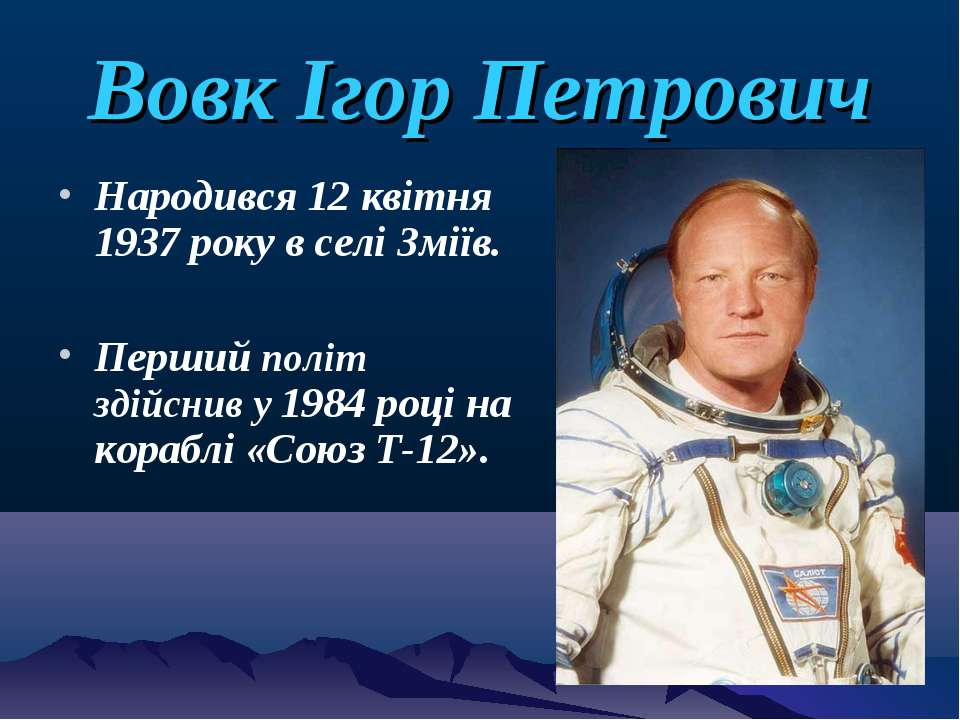 Вовк Ігор Петрович
Народився 12 квітня
1937 року в селі Зміїв.
Перший політ
здійснив у 1984 році на
кораблі «Союз Т-12».
САЛЮТ